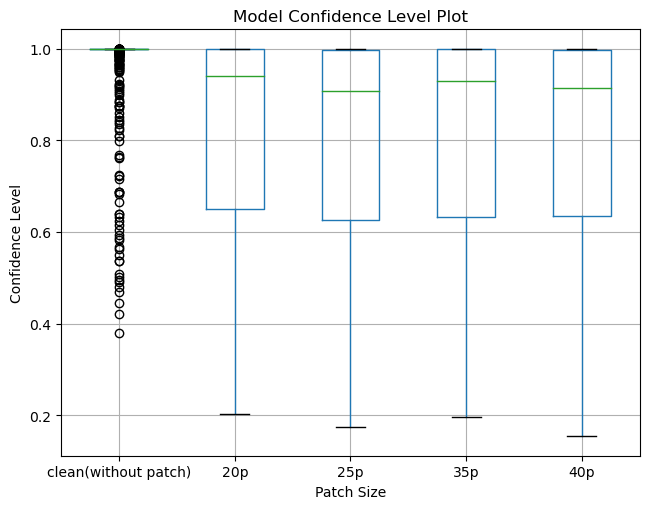 Model Confidence Level Plot
1.0
0.8
0.6
0.4
0.2
Confidence Level
clean(without patch) 20p 25p 35p 40p
Patch Size